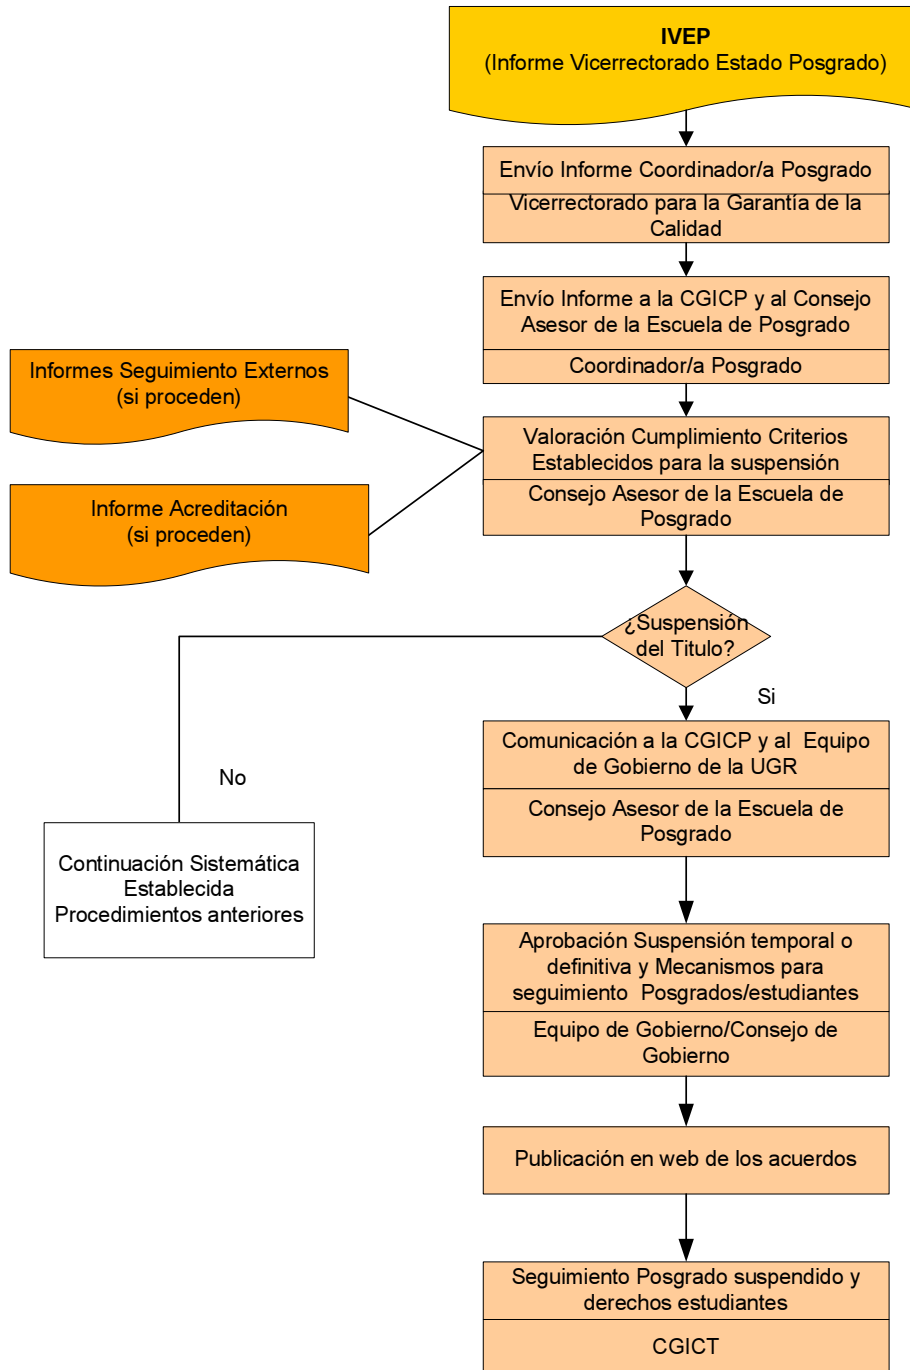 IVEP
(Informe Vicerrectorado Estado Posgrado)
Envío Informe Coordinador/a Posgrado
Vicerrectorado para la Garantía de la
Calidad
Envío Informe a la CGICP y al Consejo
Asesor de la Escuela de Posgrado
Coordinador/a Posgrado
Informes Seguimiento Externos
(si proceden)
Valoración Cumplimiento Criterios
Establecidos para la suspensión
Consejo Asesor de la Escuela de
Posgrado
Informe Acreditación
(si proceden)
¿Suspensión
del Titulo?
Si
No
Comunicación a la CGICP y al Equipo
de Gobierno de la UGR
Consejo Asesor de la Escuela de
Posgrado
Continuación Sistemática
Establecida
Procedimientos anteriores
Aprobación Suspensión temporal o
definitiva y Mecanismos para
seguimiento Posgrados/estudiantes
Equipo de Gobierno/Consejo de
Gobierno
Publicación en web de los acuerdos
Seguimiento Posgrado suspendido y
derechos estudiantes
CGICT